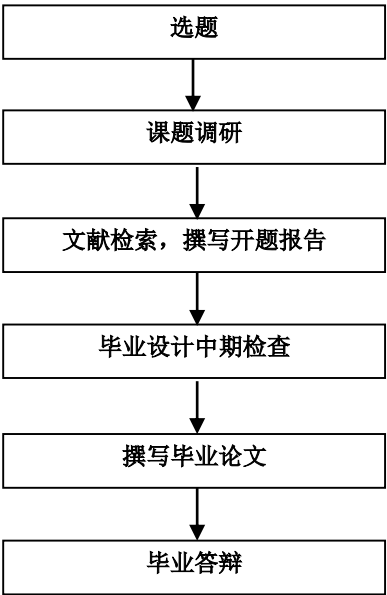 选题
课题调研
文献检索，撰写开题报告
毕业设计中期检查
撰写毕业论文
毕业答辩